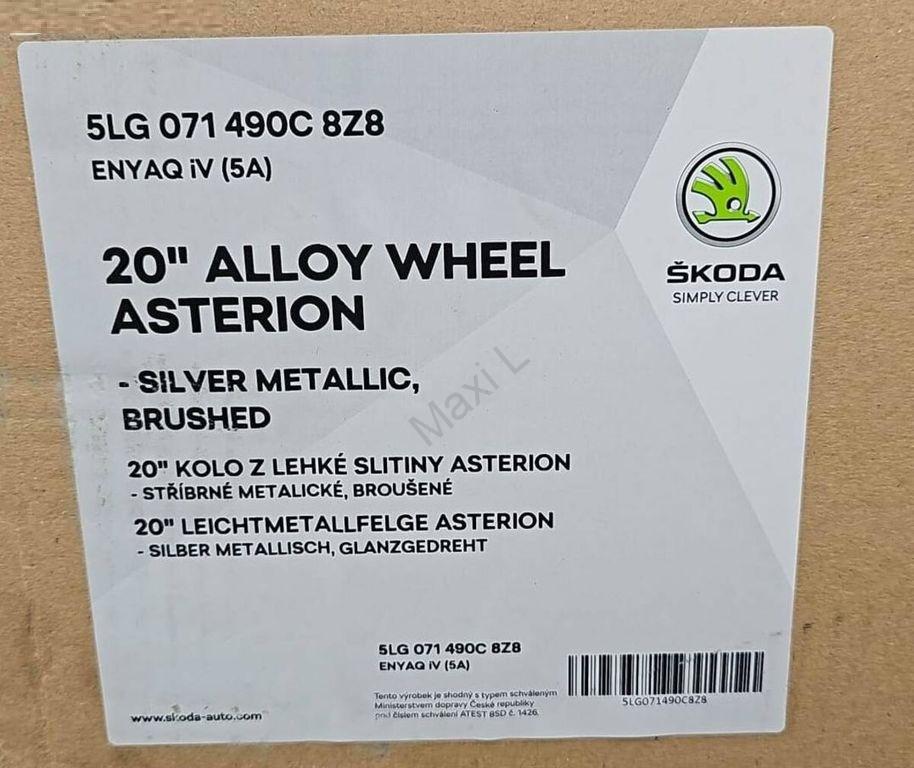 5LG 071 490C 8Z8
ENYAQ iV (5A)
20" ALLOY WHEEL
ASTERION
ŠKODA
SIMPLY CLEVER
- SILVER METALLIC,
BRUSHED
Maxi L
20" KOLO Z LEHKÉ SLITINY ASTERION
- STŘÍBRNÉ METALICKÉ, BROUŠENÉ
20" LEICHTMETALLFELGE ASTERION
- SILBER METALLISCH, GLANZGEDREHT
5LG 071 490C 8Z8
ENYAQ iV (5A)
Tento výrobek je shodný s typem schváleným
Ministerstvem dopravy České republiky
pod číslem schválení ATEST 8SD č. 1426.
5LG071490C8Z8
www.skoda-auto.com